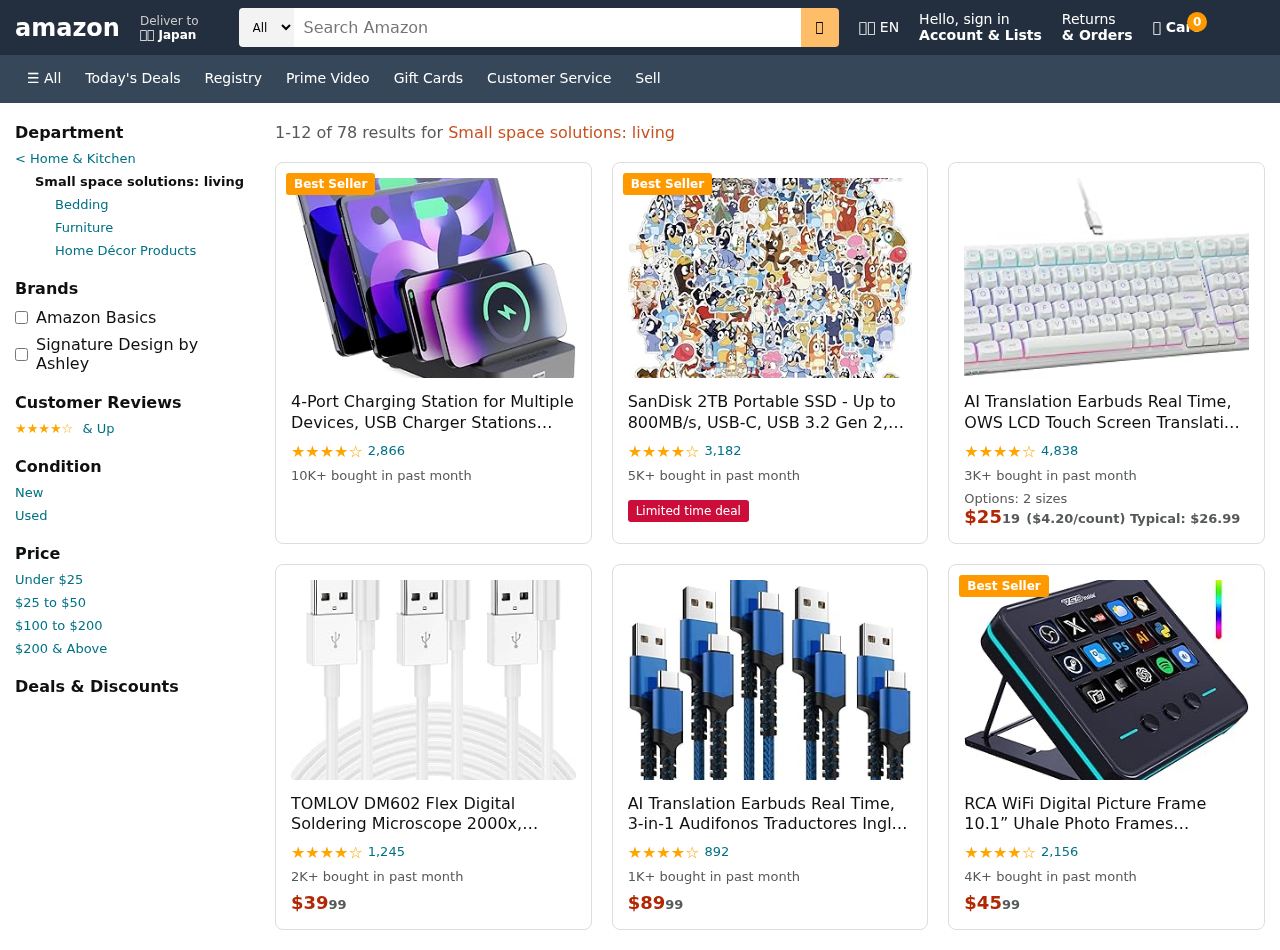 amazon
Deliver to
Japan
All
Search Amazon
EN
Hello, sign in
Account & Lists
Returns
& Orders
0
☰ All
Today's Deals
Registry
Prime Video
Gift Cards
Customer Service
Sell
Department
< Home & Kitchen
Small space solutions: living
Bedding
Furniture
Home Décor Products
Brands
Amazon Basics
Signature Design by
Ashley
Customer Reviews
★★★★☆ & Up
Condition
New
Used
Price
Under $25
$25 to $50
$100 to $200
$200 & Above
Deals & Discounts
1-12 of 78 results for Small space solutions: living
Best Seller
4-Port Charging Station for Multiple
Devices, USB Charger Stations…
★★★★☆ 2,866
10K+ bought in past month
Best Seller
SanDisk 2TB Portable SSD - Up to
800MB/s, USB-C, USB 3.2 Gen 2,…
★★★★☆ 3,182
5K+ bought in past month
Limited time deal
AI Translation Earbuds Real Time,
OWS LCD Touch Screen Translati…
★★★★☆ 4,838
3K+ bought in past month
Options: 2 sizes
$2519 ($4.20/count) Typical: $26.99
TOMLOV DM602 Flex Digital
Soldering Microscope 2000x,…
★★★★☆ 1,245
2K+ bought in past month
$3999
AI Translation Earbuds Real Time,
3-in-1 Audifonos Traductores Ingl…
★★★★☆ 892
1K+ bought in past month
$8999
Best Seller
X
Ps
Ai
RCA WiFi Digital Picture Frame
10.1” Uhale Photo Frames…
★★★★☆ 2,156
4K+ bought in past month
$4599